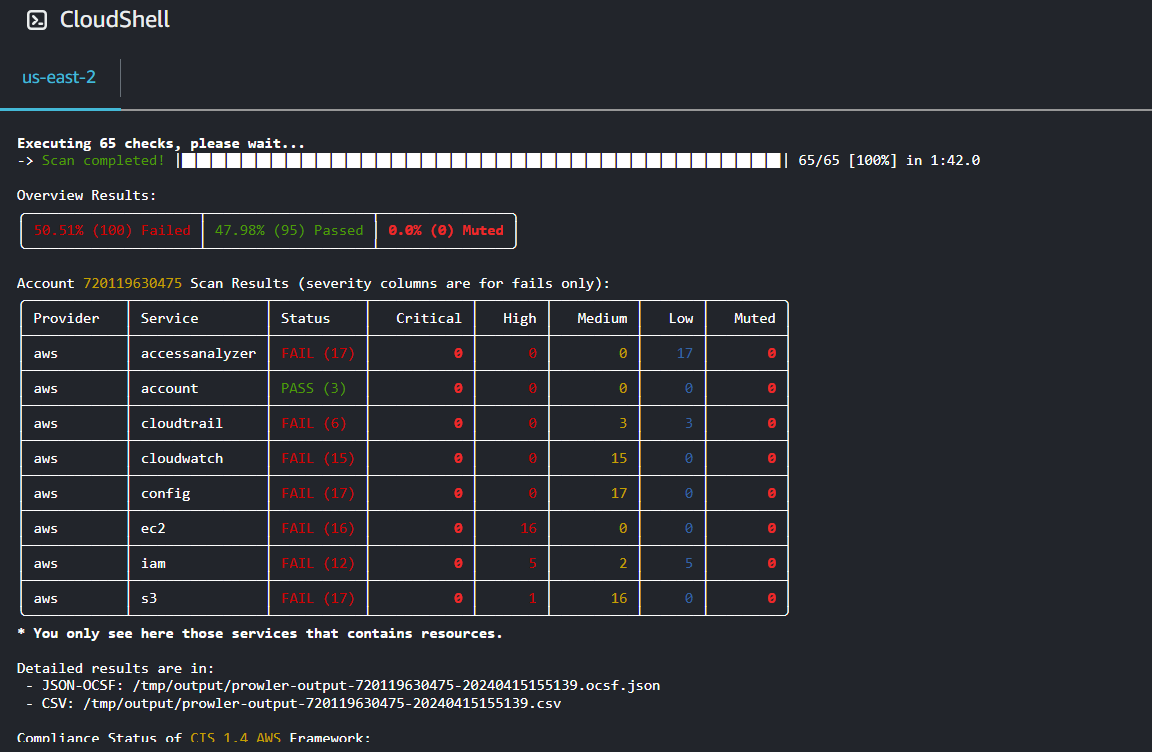 CloudShell
us-east-2
Executing 65 checks, please wait...
-> Scan completed! | 65/65 [100%] in 1:42.0
Overview Results:
50.51% (100) Failed 47.98% (95) Passed 0.0% (0) Muted
Account 720119630475 Scan Results (severity columns are for fails only):
Provider Service Status Critical High Medium Low Muted
aws accessanalyzer FAIL (17) 0 0 0 17 0
aws account PASS (3) 0 0 0 0 0
aws cloudtrail FAIL (6) 0 0 3 3 0
aws cloudwatch FAIL (15) 0 0 15 0 0
aws config FAIL (17) 0 0 17 0 0
aws ec2 FAIL (16) 0 16 0 0 0
aws iam FAIL (12) 0 5 2 5 0
aws s3 FAIL (17) 0 1 16 0 0
* You only see here those services that contains resources.
Detailed results are in:
- JSON-OCSF: /tmp/output/prowler-output-720119630475-20240415155139.ocsf.json
- CSV: /tmp/output/prowler-output-720119630475-20240415155139.csv
Compliance Status of CIS 1.4 AWS Framework: